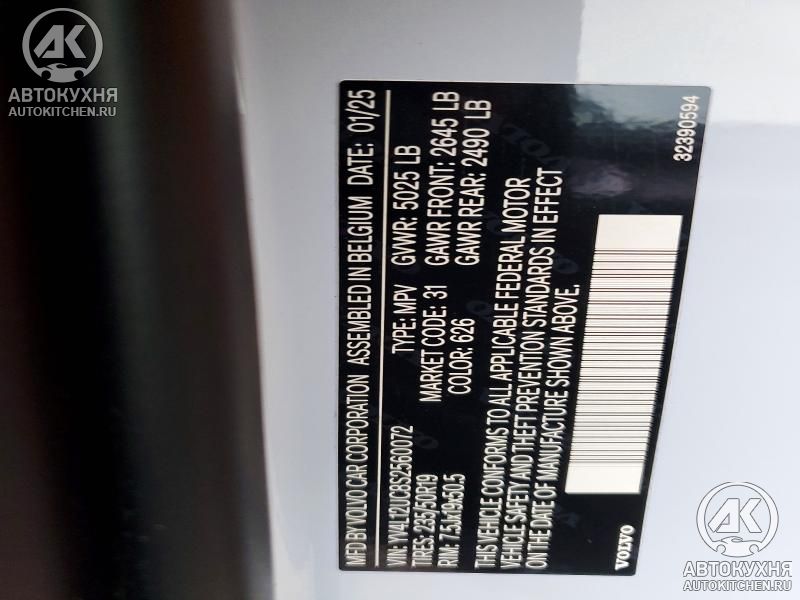 MFD BY VOLVO CAR CORPORATION ASSEMBLED IN BELGIUM DATE: 01/25
VIN: YV4L12UC8S2560072 TYPE: MPV GVWR: 5025 LB
TIRES: 235/50R19 MARKET CODE: 31 GAWR FRONT: 2645 LB
RIM: 7.5Jx19x50.5 COLOR: 626 GAWR REAR: 2490 LB
THIS VEHICLE CONFORMS TO ALL APPLICABLE FEDERAL MOTOR
VEHICLE SAFETY AND THEFT PREVENTION STANDARDS IN EFFECT
ON THE DATE OF MANUFACTURE SHOWN ABOVE.
VOLVO
32390594
АК
АВТОКУХНЯ
AUTOKITCHEN.RU
АК
АВТОКУХНЯ
AUTOKITCHEN.RU